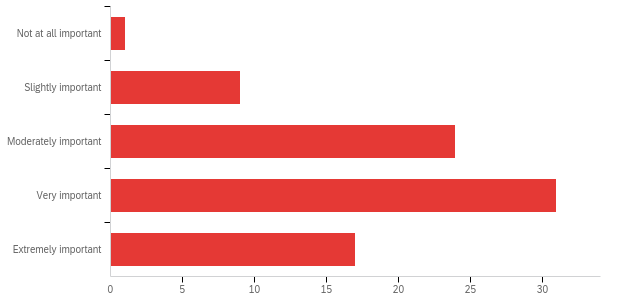 Not at all important
Slightly important
Moderately important
Very important
Extremely important
0 5 10 15 20 25 30